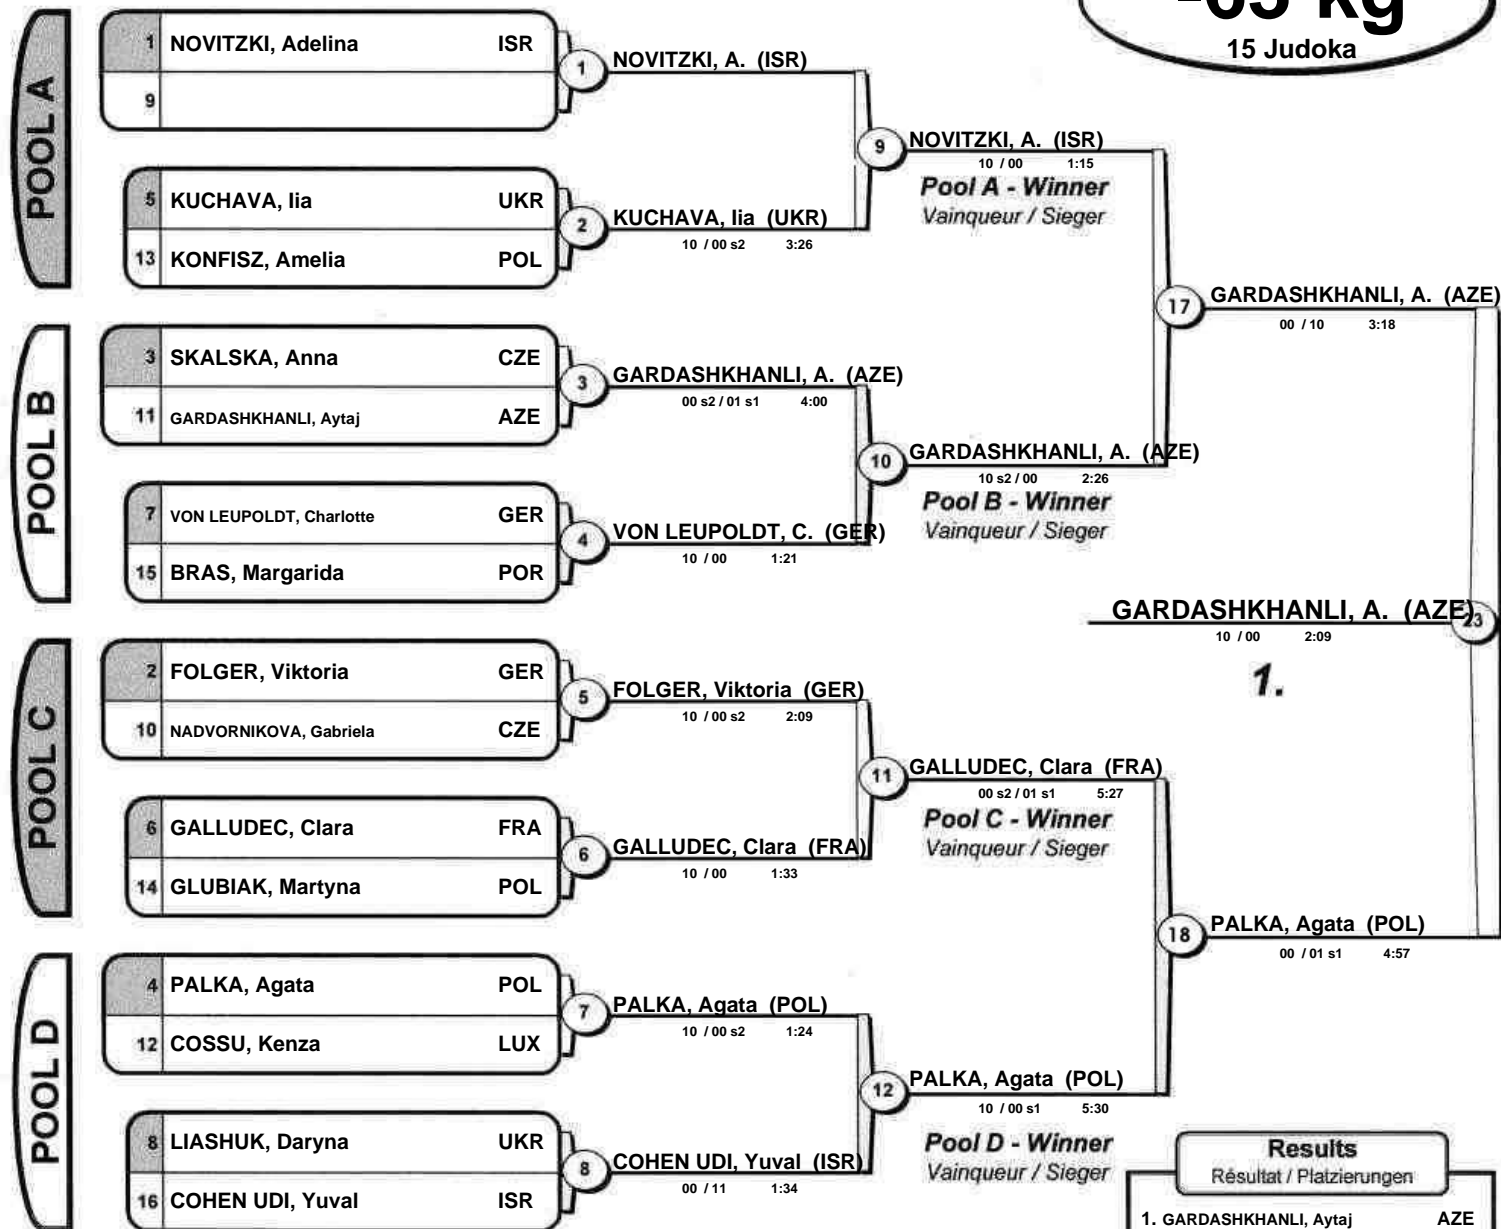 -63 kg
15 Judoka
POOL A
1 NOVITZKI, Adelina ISR
9
1
NOVITZKI, A. (ISR)
5 KUCHAVA, Iia UKR
13 KONFISZ, Amelia POL
2
KUCHAVA, Iia (UKR)
10 / 00 s2 3:26
9
NOVITZKI, A. (ISR)
10 / 00 1:15
Pool A - Winner
Vainqueur / Sieger
POOL B
3 SKALSKA, Anna CZE
11 GARDASHKHANLI, Aytaj AZE
3
GARDASHKHANLI, A. (AZE)
00 s2 / 01 s1 4:00
7 VON LEUPOLDT, Charlotte GER
15 BRAS, Margarida POR
4
VON LEUPOLDT, C. (GER)
10 / 00 1:21
10
GARDASHKHANLI, A. (AZE)
10 s2 / 00 2:26
Pool B - Winner
Vainqueur / Sieger
17
GARDASHKHANLI, A. (AZE)
00 / 10 3:18
GARDASHKHANLI, A. (AZE)
23
10 / 00 2:09
1.
POOL C
2 FOLGER, Viktoria GER
10 NADVORNIKOVA, Gabriela CZE
5
FOLGER, Viktoria (GER)
10 / 00 s2 2:09
6 GALLUDEC, Clara FRA
14 GLUBIAK, Martyna POL
6
GALLUDEC, Clara (FRA)
10 / 00 1:33
11
GALLUDEC, Clara (FRA)
00 s2 / 01 s1 5:27
Pool C - Winner
Vainqueur / Sieger
POOL D
4 PALKA, Agata POL
12 COSSU, Kenza LUX
7
PALKA, Agata (POL)
10 / 00 s2 1:24
8 LIASHUK, Daryna UKR
16 COHEN UDI, Yuval ISR
8
COHEN UDI, Yuval (ISR)
00 / 11 1:34
12
PALKA, Agata (POL)
10 / 00 s1 5:30
Pool D - Winner
Vainqueur / Sieger
18
PALKA, Agata (POL)
00 / 01 s1 4:57
Results
Résultat / Platzierungen
1. GARDASHKHANLI, Aytaj AZE